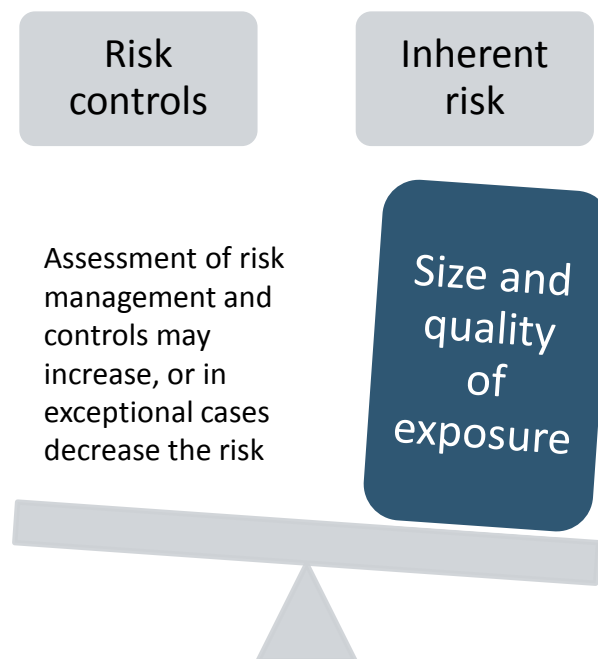 Risk
controls
Inherent
risk
Assessment of risk
management and
controls may
increase, or in
exceptional cases
decrease the risk
Size and
quality
of
exposure